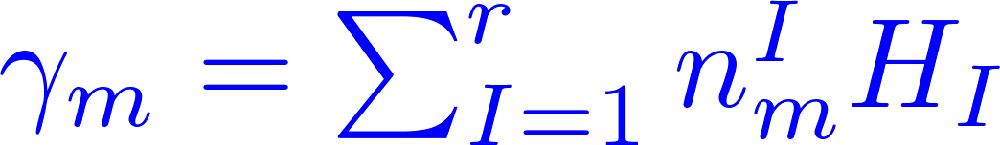 γ_m = ∑_{I=1}^{r} n_m^I H_I